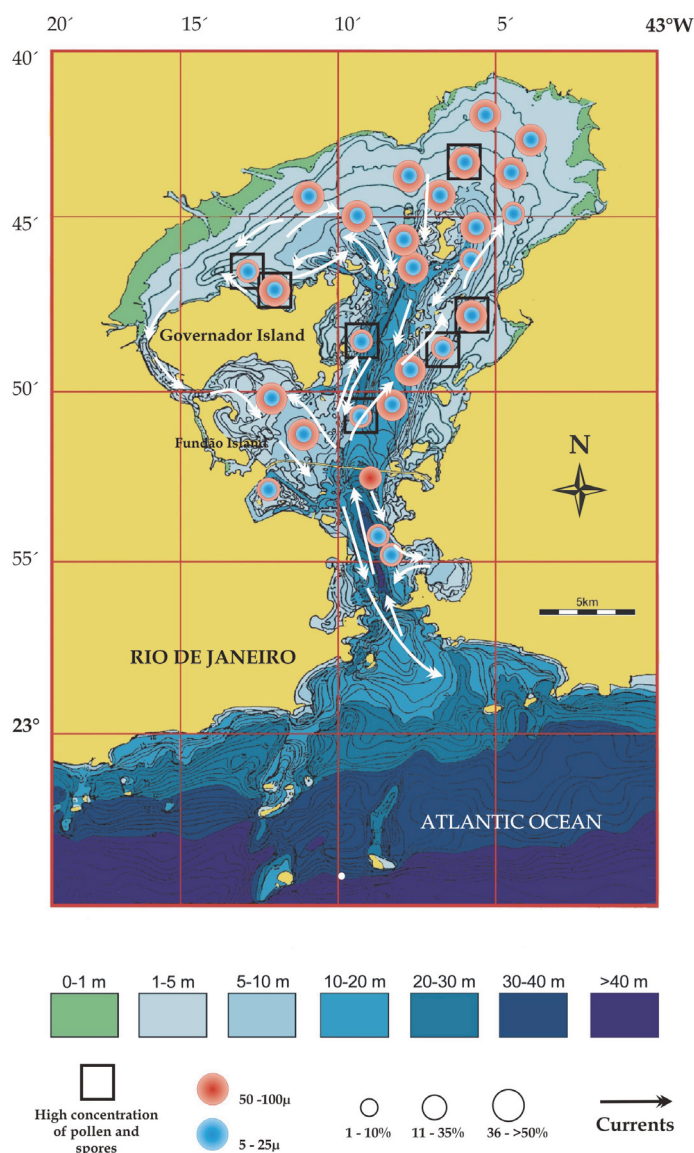 20´ 15´ 10´ 5´ 43°W
40´
45´
Governador Island
50´
Fundão Island
N
55´
5km
RIO DE JANEIRO
23°
ATLANTIC OCEAN
0-1 m 1-5 m 5-10 m 10-20 m 20-30 m 30-40 m >40 m
50 -100µ
High concentration
of pollen and
spores
5 - 25µ
1 - 10% 11 - 35% 36 - >50%
Currents